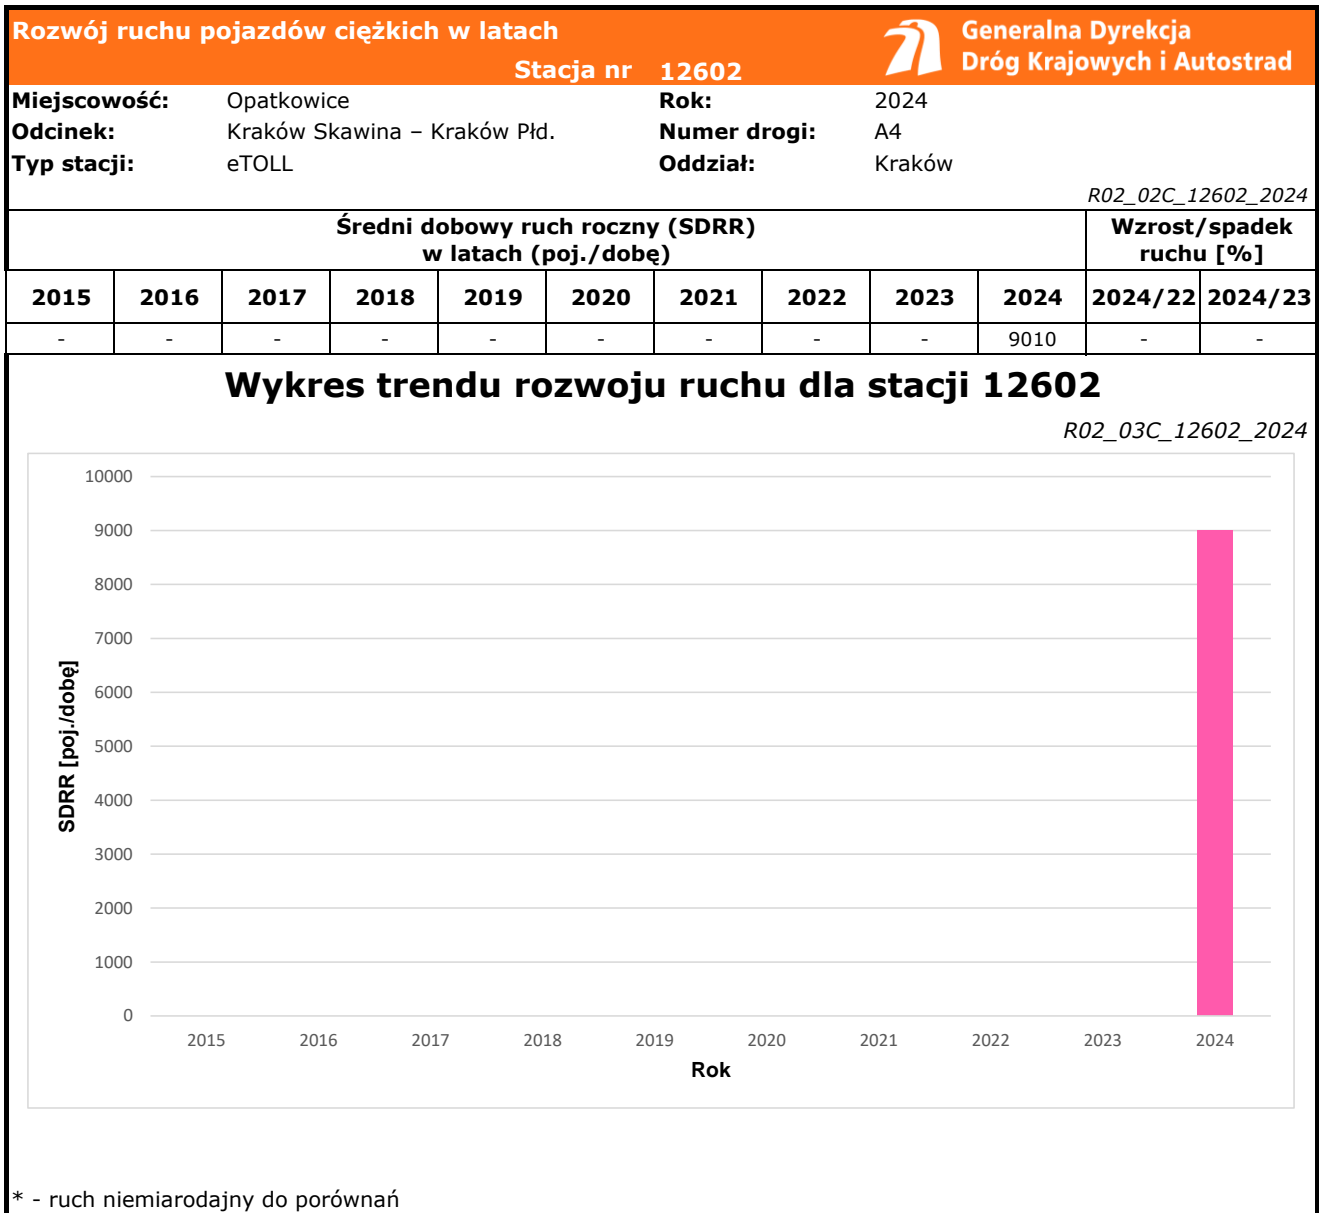 Rozwój ruchu pojazdów ciężkich w latach
Stacja nr 12602
Generalna Dyrekcja
Dróg Krajowych i Autostrad
Miejscowość: Opatkowice Rok: 2024
Odcinek: Kraków Skawina – Kraków Płd. Numer drogi: A4
Typ stacji: eTOLL Oddział: Kraków
R02_02C_12602_2024
Średni dobowy ruch roczny (SDRR)
w latach (poj./dobę)
Wzrost/spadek
ruchu [%]
2015 2016 2017 2018 2019 2020 2021 2022 2023 2024 2024/22 2024/23
- - - - - - - - - 9010 - -
Wykres trendu rozwoju ruchu dla stacji 12602
R02_03C_12602_2024
10000
9000
8000
7000
6000
5000
4000
3000
2000
1000
0
SDRR [poj./dobę]
2015 2016 2017 2018 2019 2020 2021 2022 2023 2024
Rok
* - ruch niemiarodajny do porównań